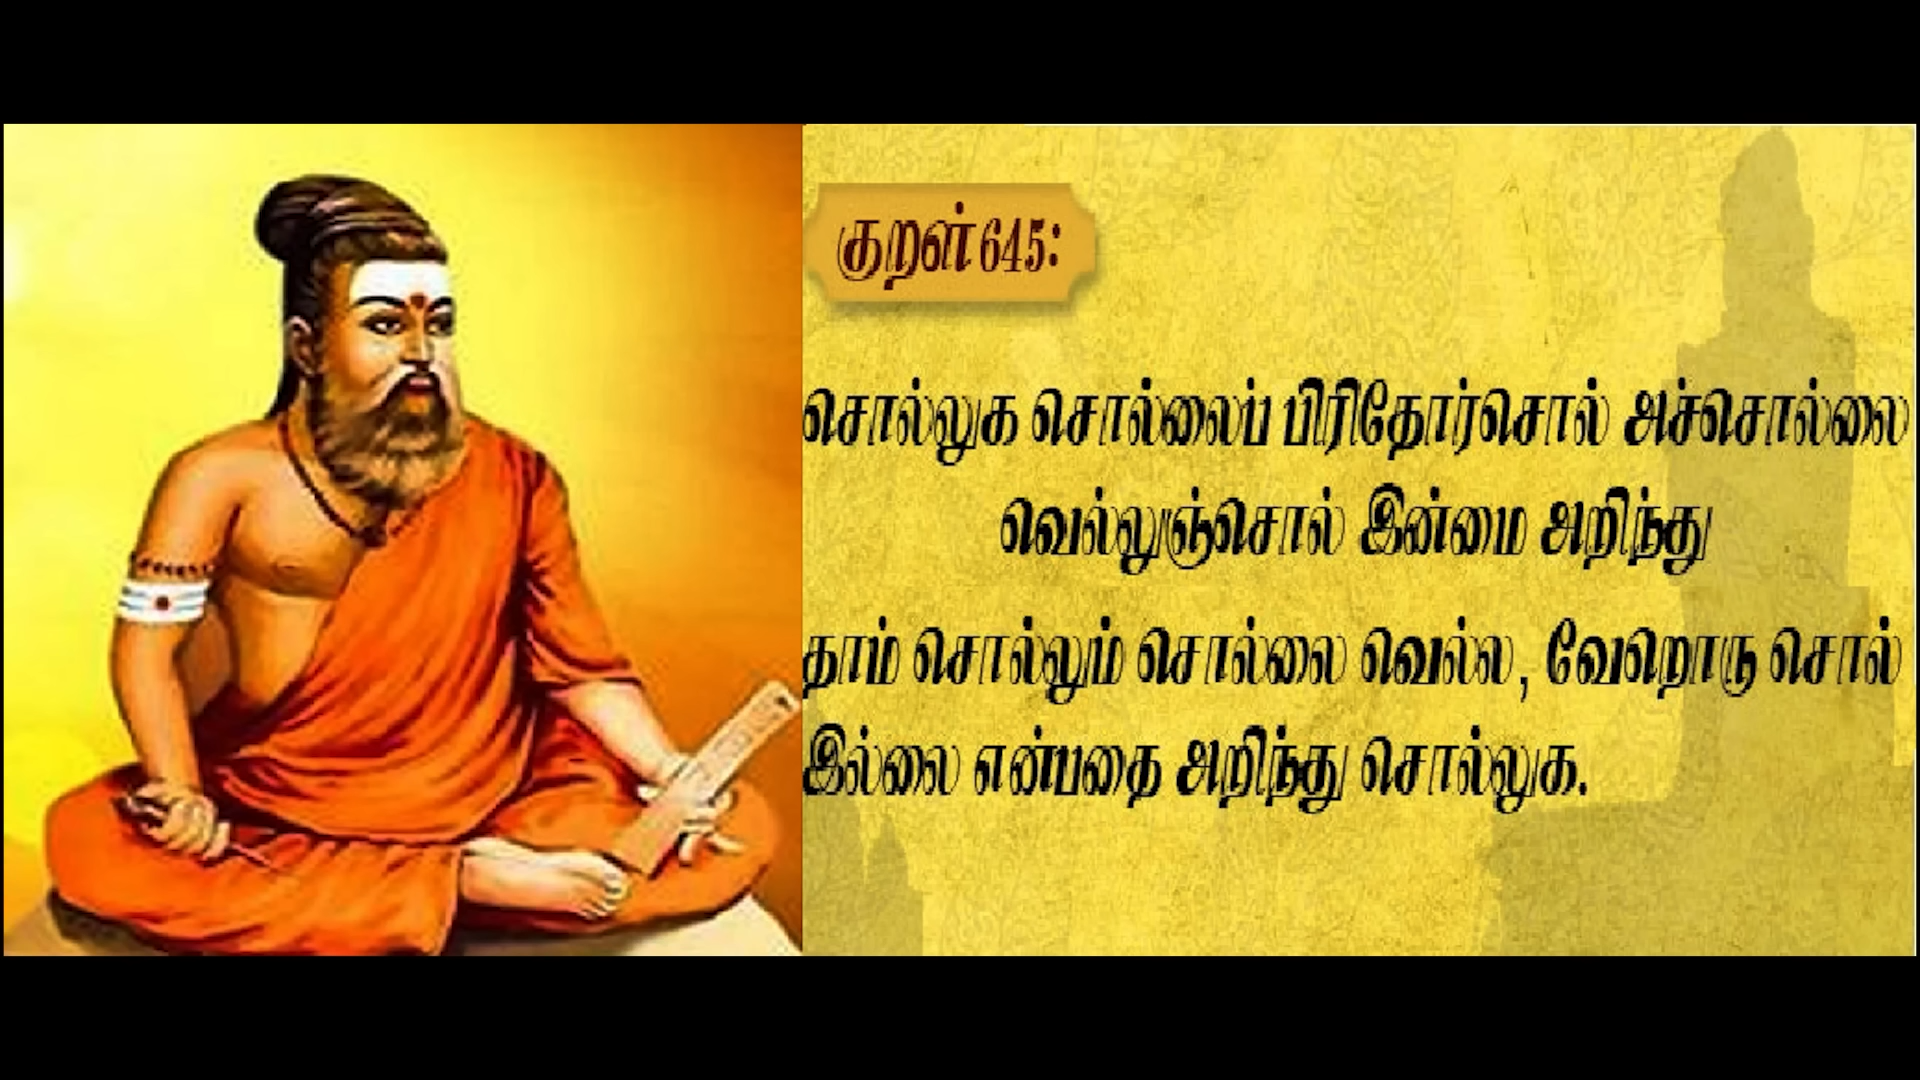 குறள் 645:
சொல்லுக சொல்லைப் பிரிதோர்சொல் அச்சொல்லை
வெல்லுஞ்சொல் இன்மை அறிந்து
தாம் சொல்லும் சொல்லை வெல்ல, வேறொரு சொல்
இல்லை என்பதை அறிந்து சொல்லுக.